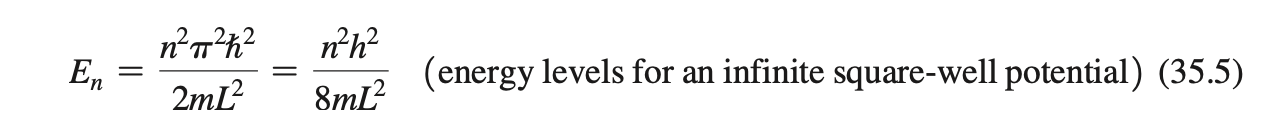 Eₙ = n²π²ħ²/2mL² = n²h²/8mL² (energy levels for an infinite square-well potential) (35.5)